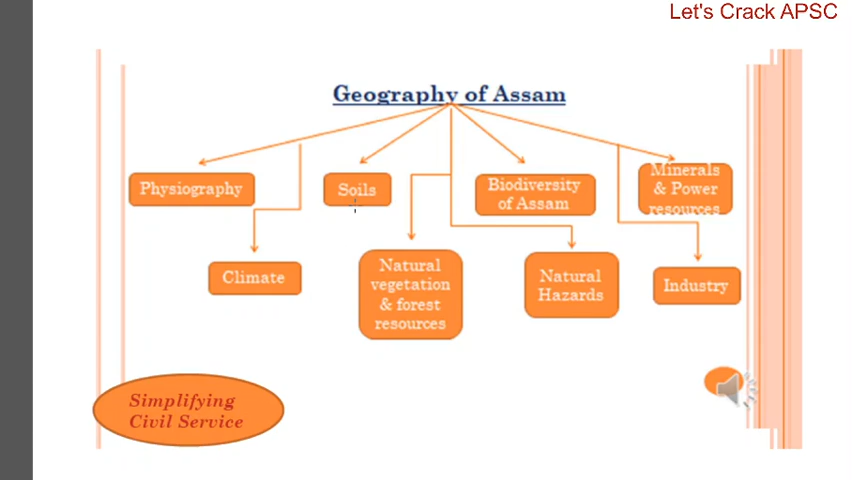 Let's Crack APSC
Geography of Assam
Physiography
Soils
Biodiversity
of Assam
Minerals
& Power
resources
Climate
Natural
vegetation
& forest
resources
Natural
Hazards
Industry
Simplifying
Civil Service